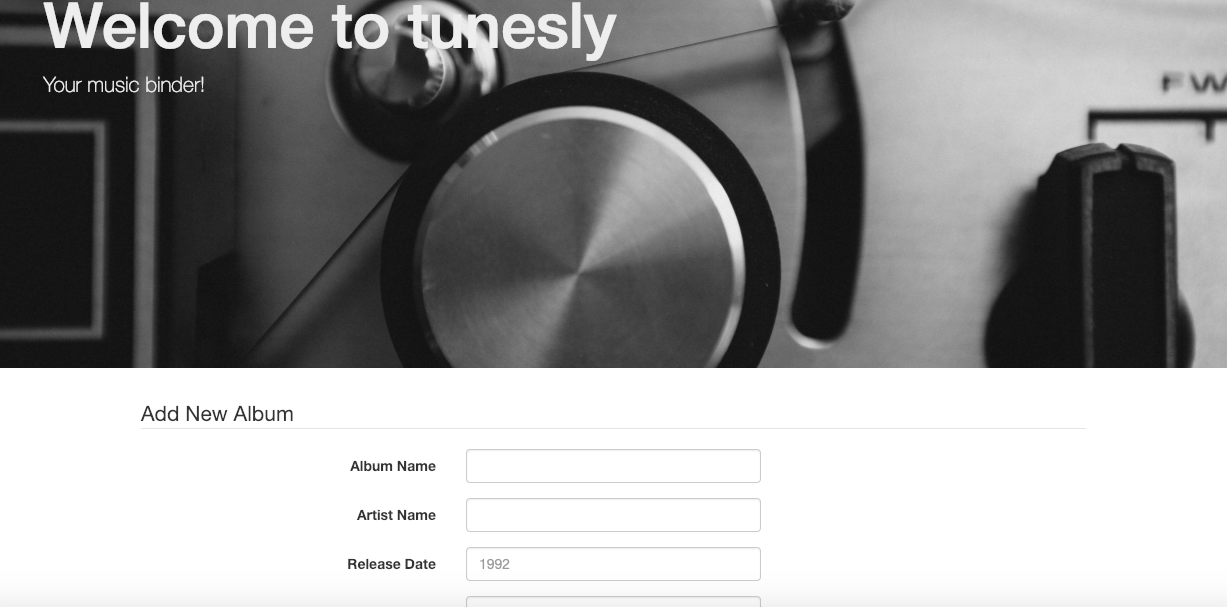 Welcome to tunesly
Your music binder!
FW
Add New Album
Album Name
Artist Name
Release Date
1992